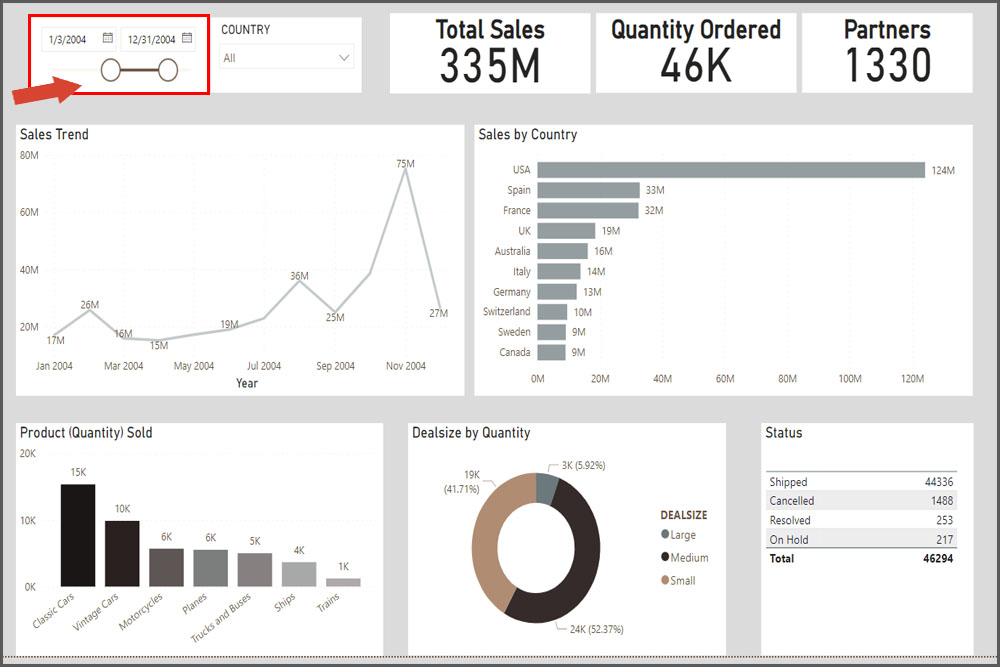 1/3/2004 12/31/2004
COUNTRY
All
Total Sales
335M
Quantity Ordered
46K
Partners
1330
Sales Trend
80M
60M
40M
20M
17M
26M
16M
15M
19M
36M
25M
75M
27M
Jan 2004 Mar 2004 May 2004 Jul 2004 Sep 2004 Nov 2004
Year
Sales by Country
USA 124M
Spain 33M
France 32M
UK 19M
Australia 16M
Italy 14M
Germany 13M
Switzerland 10M
Sweden 9M
Canada 9M
0M 20M 40M 60M 80M 100M 120M
Product (Quantity) Sold
20K
10K
0K
15K
10K
6K
6K
5K
4K
1K
Classic Cars
Vintage Cars
Motorcycles
Planes
Trucks and Buses
Ships
Trains
Dealsize by Quantity
3K (5.92%)
19K
(41.71%)
24K (52.37%)
DEALSIZE
Large
Medium
Small
Status
Shipped 44336
Cancelled 1488
Resolved 253
On Hold 217
Total 46294